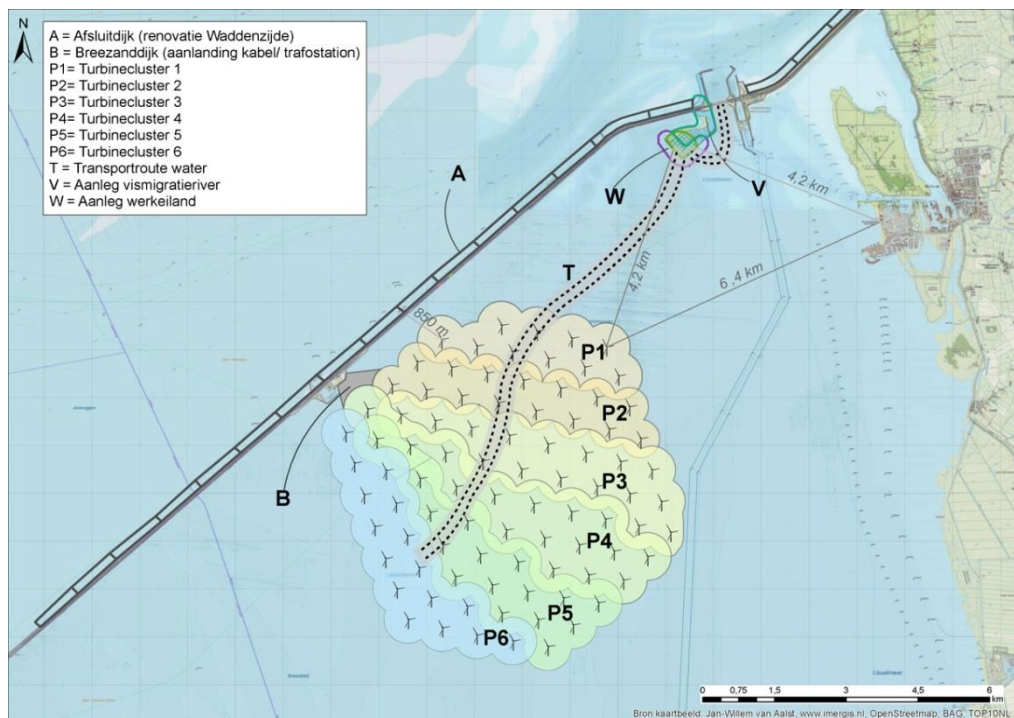 N
A = Afsluitdijk (renovatie Waddenzijde)
B = Breezanddijk (aanlanding kabel/ trafostation)
P1= Turbinecluster 1
P2= Turbinecluster 2
P3= Turbinecluster 3
P4= Turbinecluster 4
P5= Turbinecluster 5
P6= Turbinecluster 6
T = Transportroute water
V = Aanleg vismigratieriver
W = Aanleg werkeiland
A
W
V
4,2 km
T
4,2 km
6,4 km
850 m
P1
P2
B
P3
P4
P5
P6
IJsselmeer
0 0,75 1,5 3 4,5 6
km
Bron kaartbeeld: Jan-Willem van Aalst, www.imergis.nl, OpenStreetmap, BAG, TOP10NL